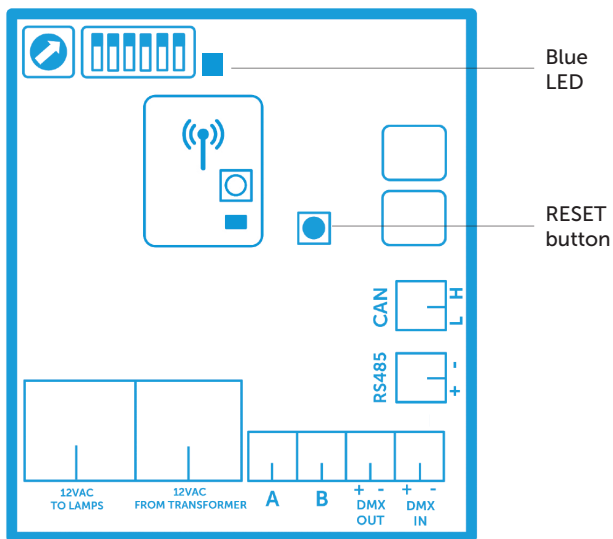 Blue
LED
RESET
button
CAN
H
L
RS485
-
+
12VAC
TO LAMPS
12VAC
FROM TRANSFORMER
A
B
+ -
DMX
OUT
+ -
DMX
IN